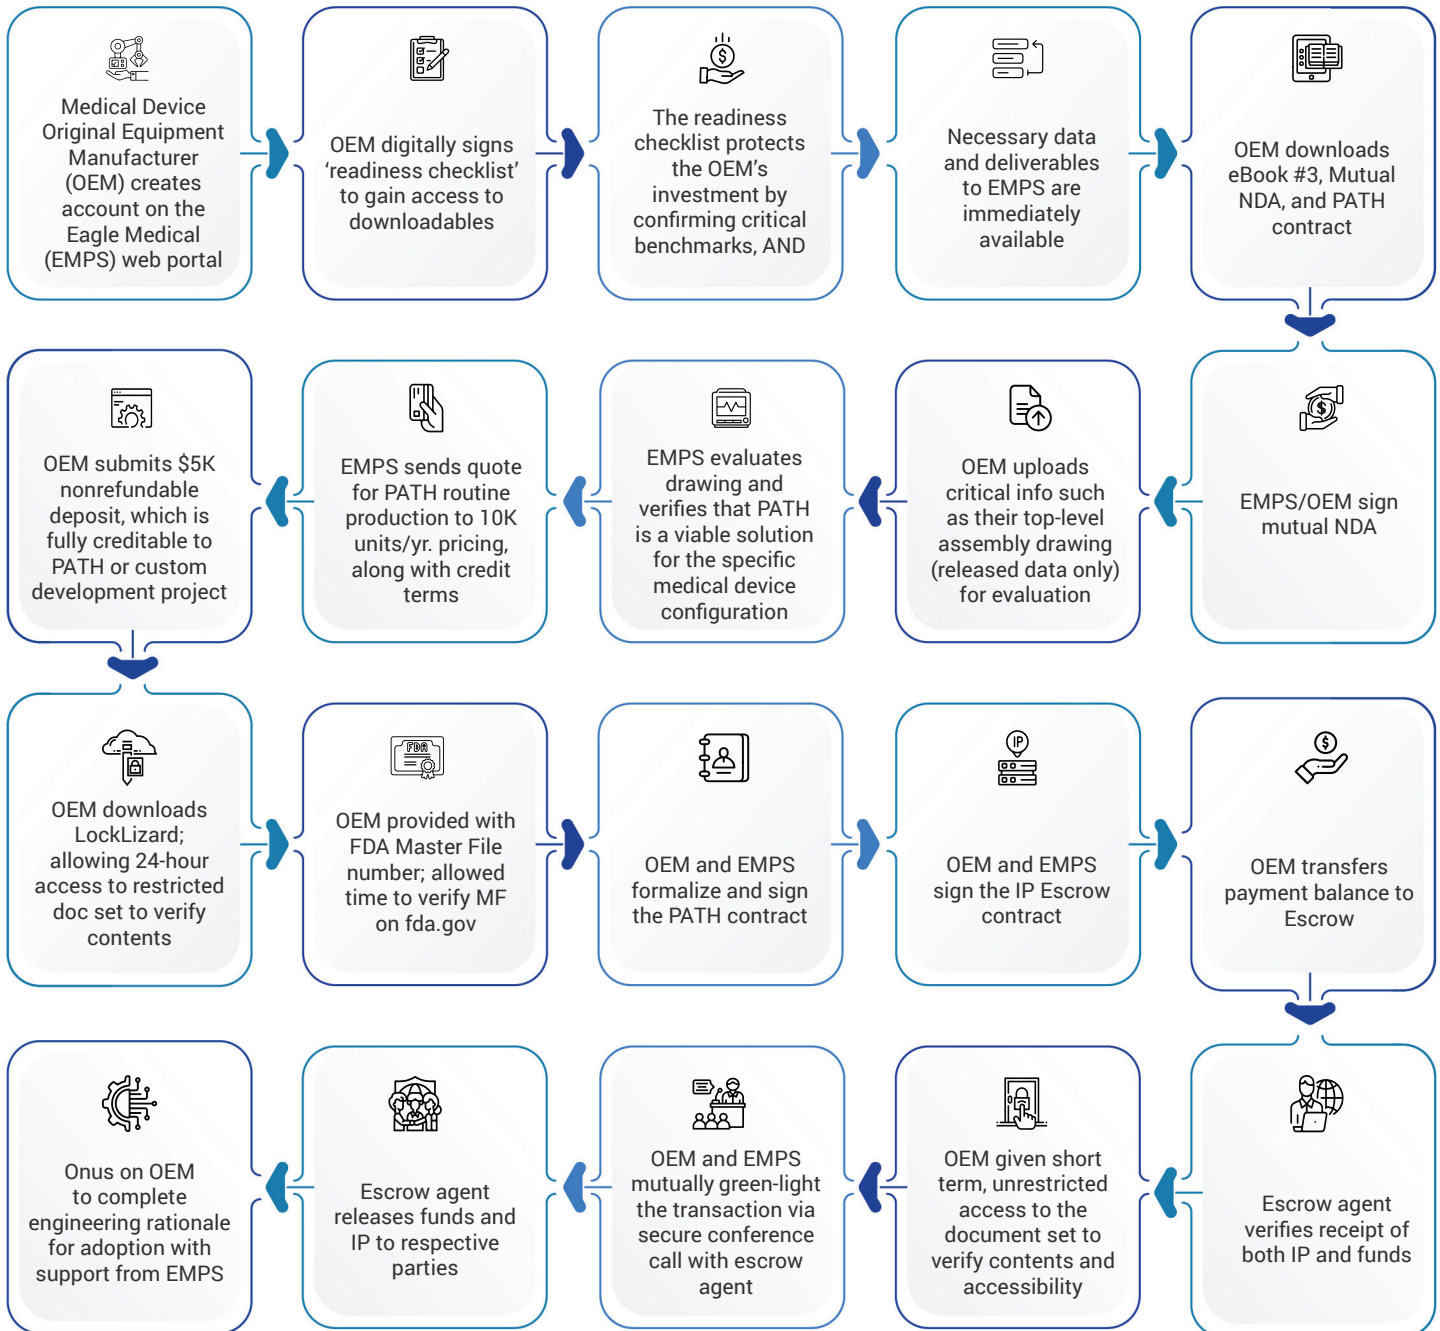 Medical Device
Original Equipment
Manufacturer
(OEM) creates
account on the
Eagle Medical
(EMPS) web portal
OEM digitally signs
‘readiness checklist’
to gain access to
downloadables
The readiness
checklist protects
the OEM’s
investment by
confirming critical
benchmarks, AND
Necessary data
and deliverables
to EMPS are
immediately
available
OEM downloads
eBook #3, Mutual
NDA, and PATH
contract
EMPS/OEM sign
mutual NDA
OEM uploads
critical info such
as their top-level
assembly drawing
(released data only)
for evaluation
EMPS evaluates
drawing and
verifies that PATH
is a viable solution
for the specific
medical device
configuration
EMPS sends quote
for PATH routine
production to 10K
units/yr. pricing,
along with credit
terms
OEM submits $5K
nonrefundable
deposit, which is
fully creditable to
PATH or custom
development project
OEM downloads
LockLizard;
allowing 24-hour
access to restricted
doc set to verify
contents
FDA
OEM provided with
FDA Master File
number; allowed
time to verify MF
on fda.gov
OEM and EMPS
formalize and sign
the PATH contract
IP
OEM and EMPS
sign the IP Escrow
contract
OEM transfers
payment balance to
Escrow
Escrow agent
verifies receipt of
both IP and funds
OEM given short
term, unrestricted
access to the
document set to
verify contents and
accessibility
OEM and EMPS
mutually green-light
the transaction via
secure conference
call with escrow
agent
Escrow agent
releases funds and
IP to respective
parties
Onus on OEM
to complete
engineering rationale
for adoption with
support from EMPS